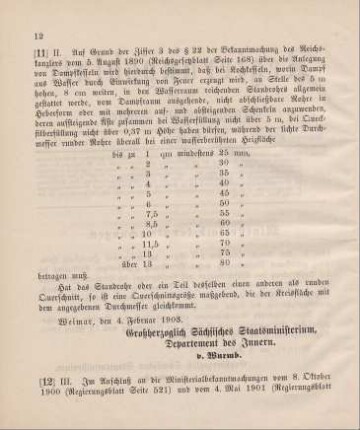 12
[11] II. Auf Grund der Ziffer 3 des § 22 der Bekanntmachung des Reichs-
kanzlers vom 5. August 1890 (Reichsgesetzblatt Seite 163) über die Anlegung
von Dampfkesseln wird hierdurch bestimmt, daß bei Kochkesseln, worin Dampf
aus Wasser durch Einwirkung von Feuer erzeugt wird, an Stelle des 5 m
hohen, 8 cm weiten, in den Wasserraum reichenden Standrohres allgemein
gestattet werde, vom Dampfraum ausgehende, nicht abschließbare Rohre in
Heberform oder mit mehreren auf- und absteigenden Schenkeln anzuwenden,
deren aufsteigende Äste zusammen bei Wasserfüllung nicht über 5 m, bei Queck-
silberfüllung nicht über 0,37 m Höhe haben dürfen, während der lichte Durch-
messer runder Rohre überall bei einer wasserberührten Heizfläche
bis zu 1 qm mindestens 25 mm,
„ „ 2 „ „ 30 „
„ „ 3 „ „ 35 „
„ „ 4 „ „ 40 „
„ „ 5 „ „ 45 „
„ „ 6 „ „ 50 „
„ „ 7,5 „ „ 55 „
„ „ 8,5 „ „ 60 „
„ „ 10 „ „ 65 „
„ „ 11,5 „ „ 70 „
„ „ 13 „ „ 75 „
über 13 „ „ 80 „
betragen muß.
Hat das Standrohr oder ein Teil desselben einen anderen als runden
Querschnitt, so ist eine Querschnittsgröße maßgebend, die der Kreisfläche mit
dem angegebenen Durchmesser gleichkommt.
Weimar, den 4. Februar 1903.
Großherzoglich Sächsisches Staatsministerium,
Departement des Innern.
v. Wurmb.
[12] III. Im Anschluß an die Ministerialbekanntmachungen vom 8. Oktober
1900 (Regierungsblatt Seite 521) und vom 4. Mai 1901 (Regierungsblatt